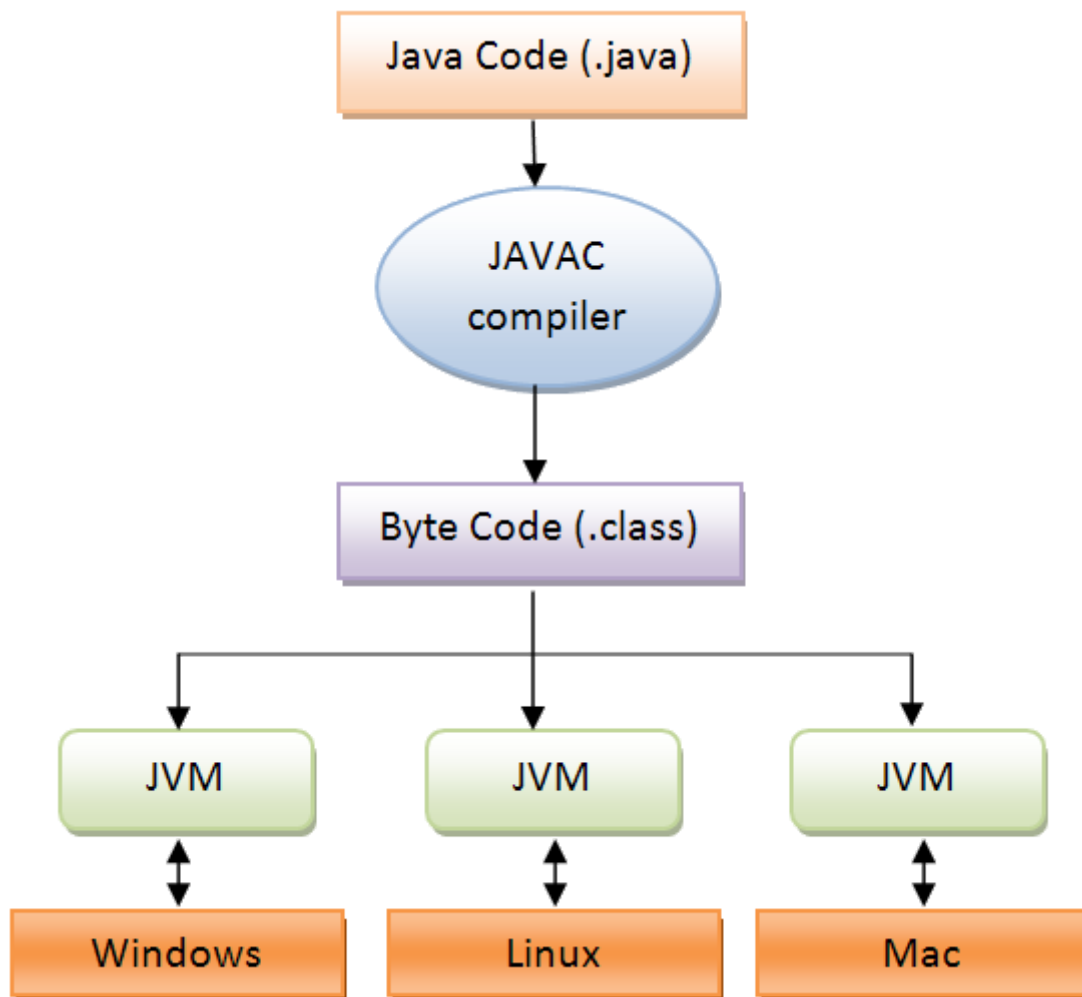 Java Code (.java)
JAVAC
compiler
Byte Code (.class)
JVM
JVM
JVM
Windows
Linux
Mac